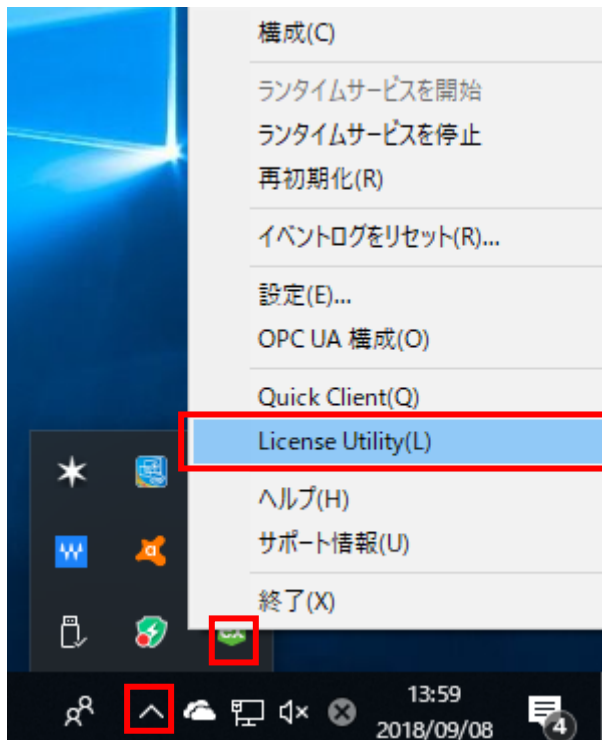 構成(C)
ランタイムサービスを開始
ランタイムサービスを停止
再初期化(R)
イベントログをリセット(R)...
設定(E)...
OPC UA 構成(O)
Quick Client(Q)
License Utility(L)
ヘルプ(H)
サポート情報(U)
終了(X)
13:59
2018/09/08
4